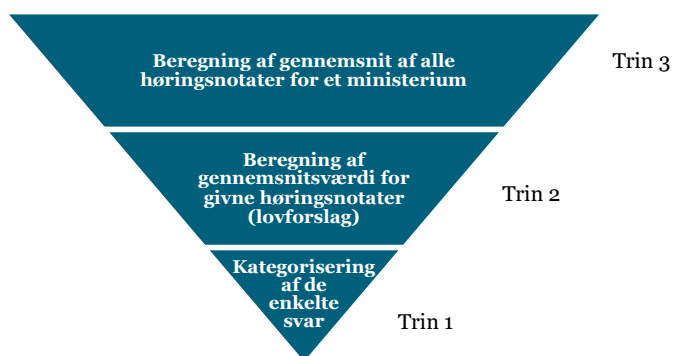 Beregning af gennemsnit af alle
høringsnotater for et ministerium
Trin 3
Beregning af
gennemsnitsværdi for
givne høringsnotater
(lovforslag)
Trin 2
Kategorisering
af de
enkelte
svar
Trin 1